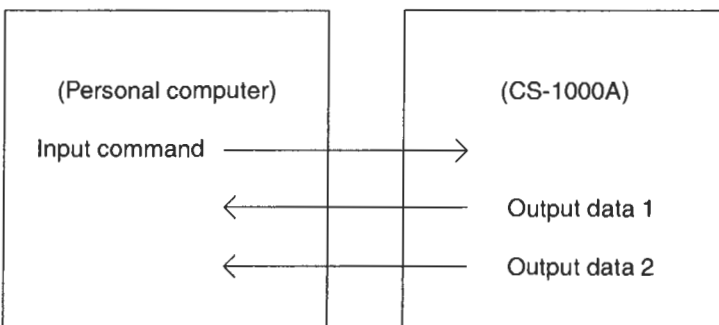 (Personal computer)
(CS-1000A)
Input command
Output data 1
Output data 2